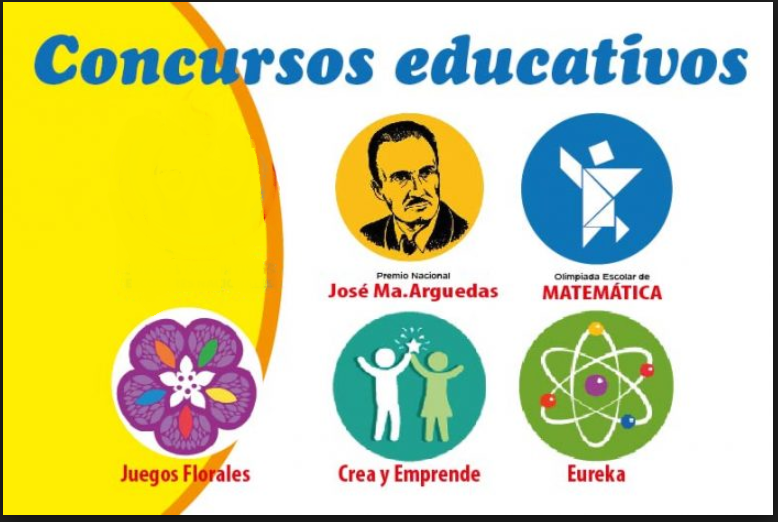 Concursos educativos
Premio Nacional
José Ma.Arguedas
Olimpiada Escolar de
MATEMÁTICA
Juegos Florales
Crea y Emprende
Eureka